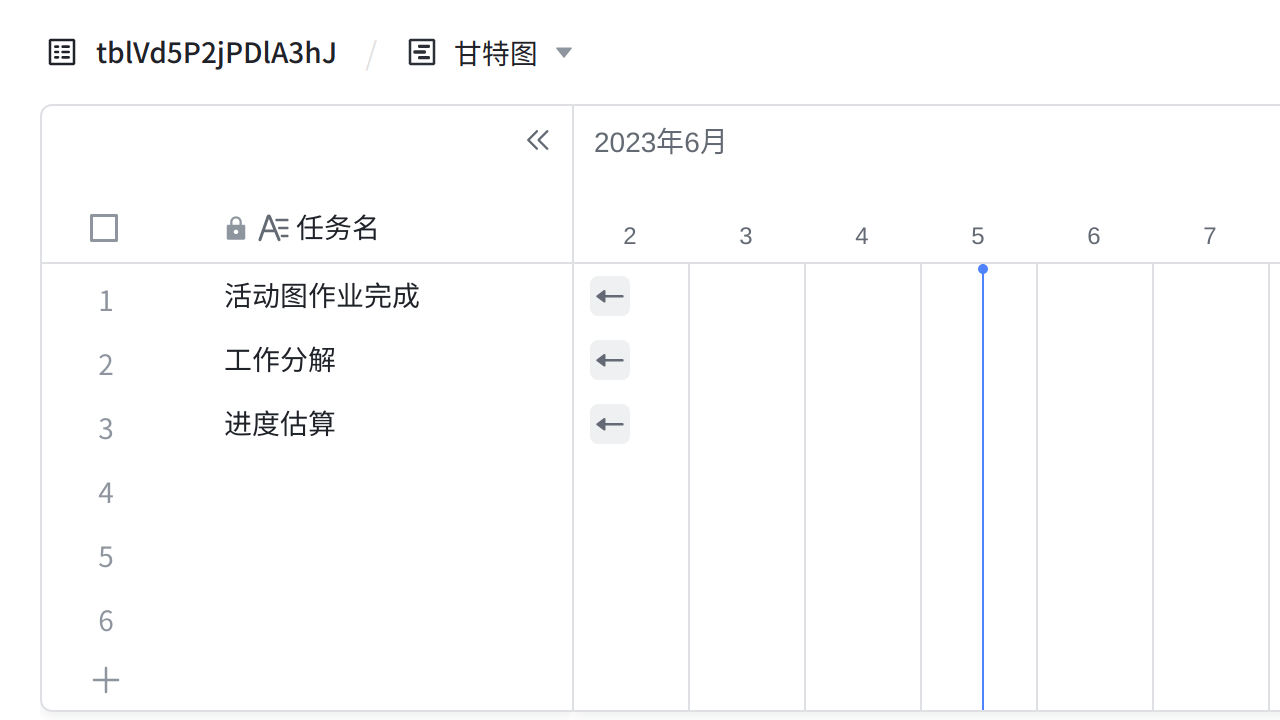 tblVd5P2jPDlA3hJ / 甘特图
2023年6月
任务名
2 3 4 5 6 7
1 活动图作业完成
2 工作分解
3 进度估算
4
5
6